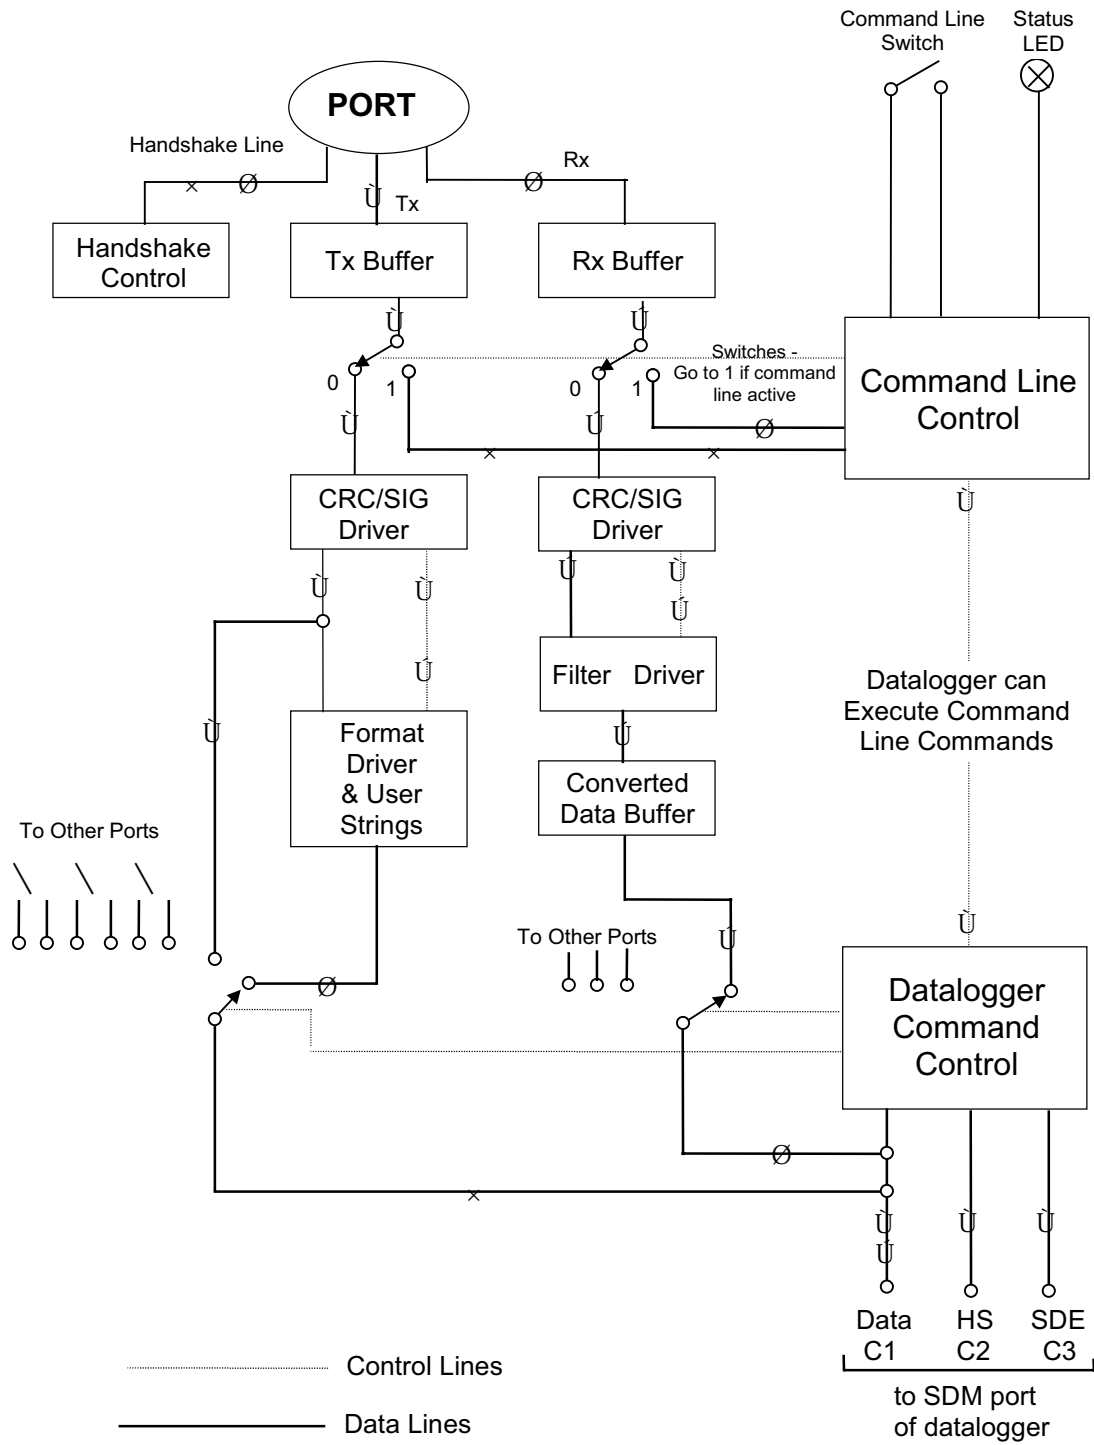 Command Line
Switch
Status
LED
PORT
Handshake Line
Rx
× Ø
Ø
Ù
Tx
Handshake
Control
Tx Buffer
Rx Buffer
Ù
Ú
Switches -
Go to 1 if command
line active
0
1
0
1
Ù
Ù
Ø
×
×
Command Line
Control
CRC/SIG
Driver
CRC/SIG
Driver
Ù
Ù
Ù
Ú
Ú
Ù
Ú
Filter Driver
Ù
Ú
Format
Driver
& User
Strings
Converted
Data Buffer
Datalogger can
Execute Command
Line Commands
To Other Ports
To Other Ports
Ú
Ù
Ø
Datalogger
Command
Control
Ø
×
Ù
Ú
Ù
Ù
Data
C1
HS
C2
SDE
C3
Control Lines
Data Lines
to SDM port
of datalogger